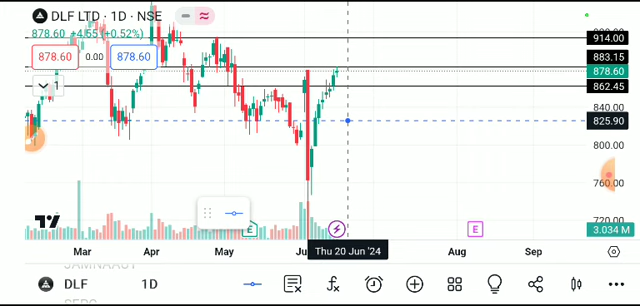 DLF LTD · 1D · NSE
878.60 +4.55 (+0.52%)
878.60 0.00 878.60
1
914.00
883.15
878.60
862.45
840.00
825.90
800.00
760.00
720.00
3.034 M
E
E
Mar Apr May Thu 20 Jun '24 Aug Sep
DLF 1D